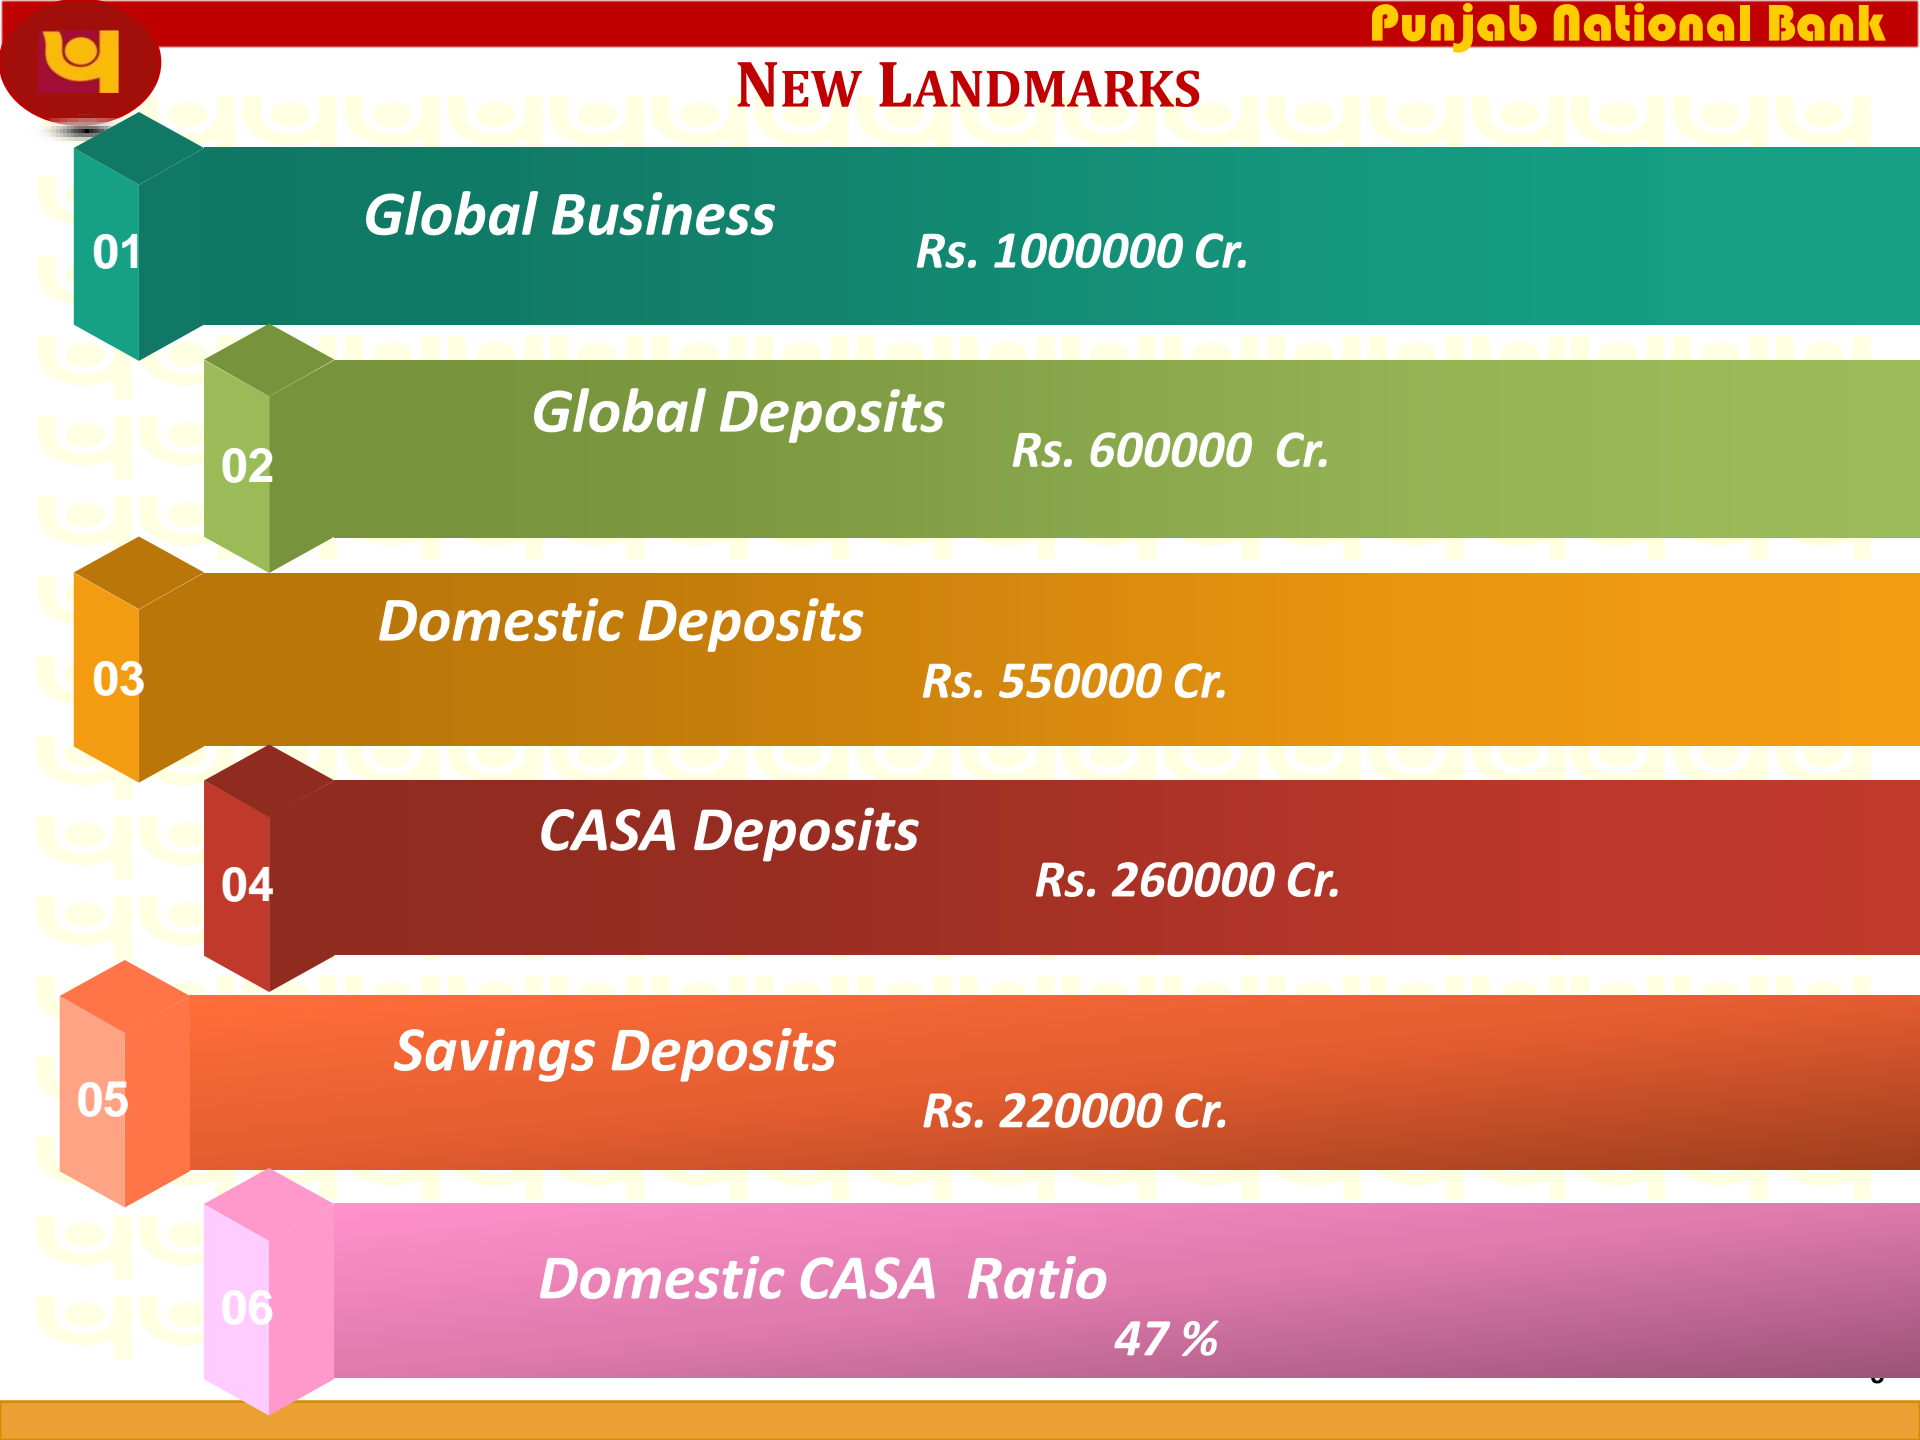 Punjab National Bank
New Landmarks
Global Business
Rs. 1000000 Cr.
01
Global Deposits
Rs. 600000  Cr.
02
Domestic Deposits
Rs. 550000 Cr.
03
CASA Deposits
Rs. 260000 Cr.
04
Savings Deposits
Rs. 220000 Cr.
05
Domestic CASA  Ratio
06
47 %